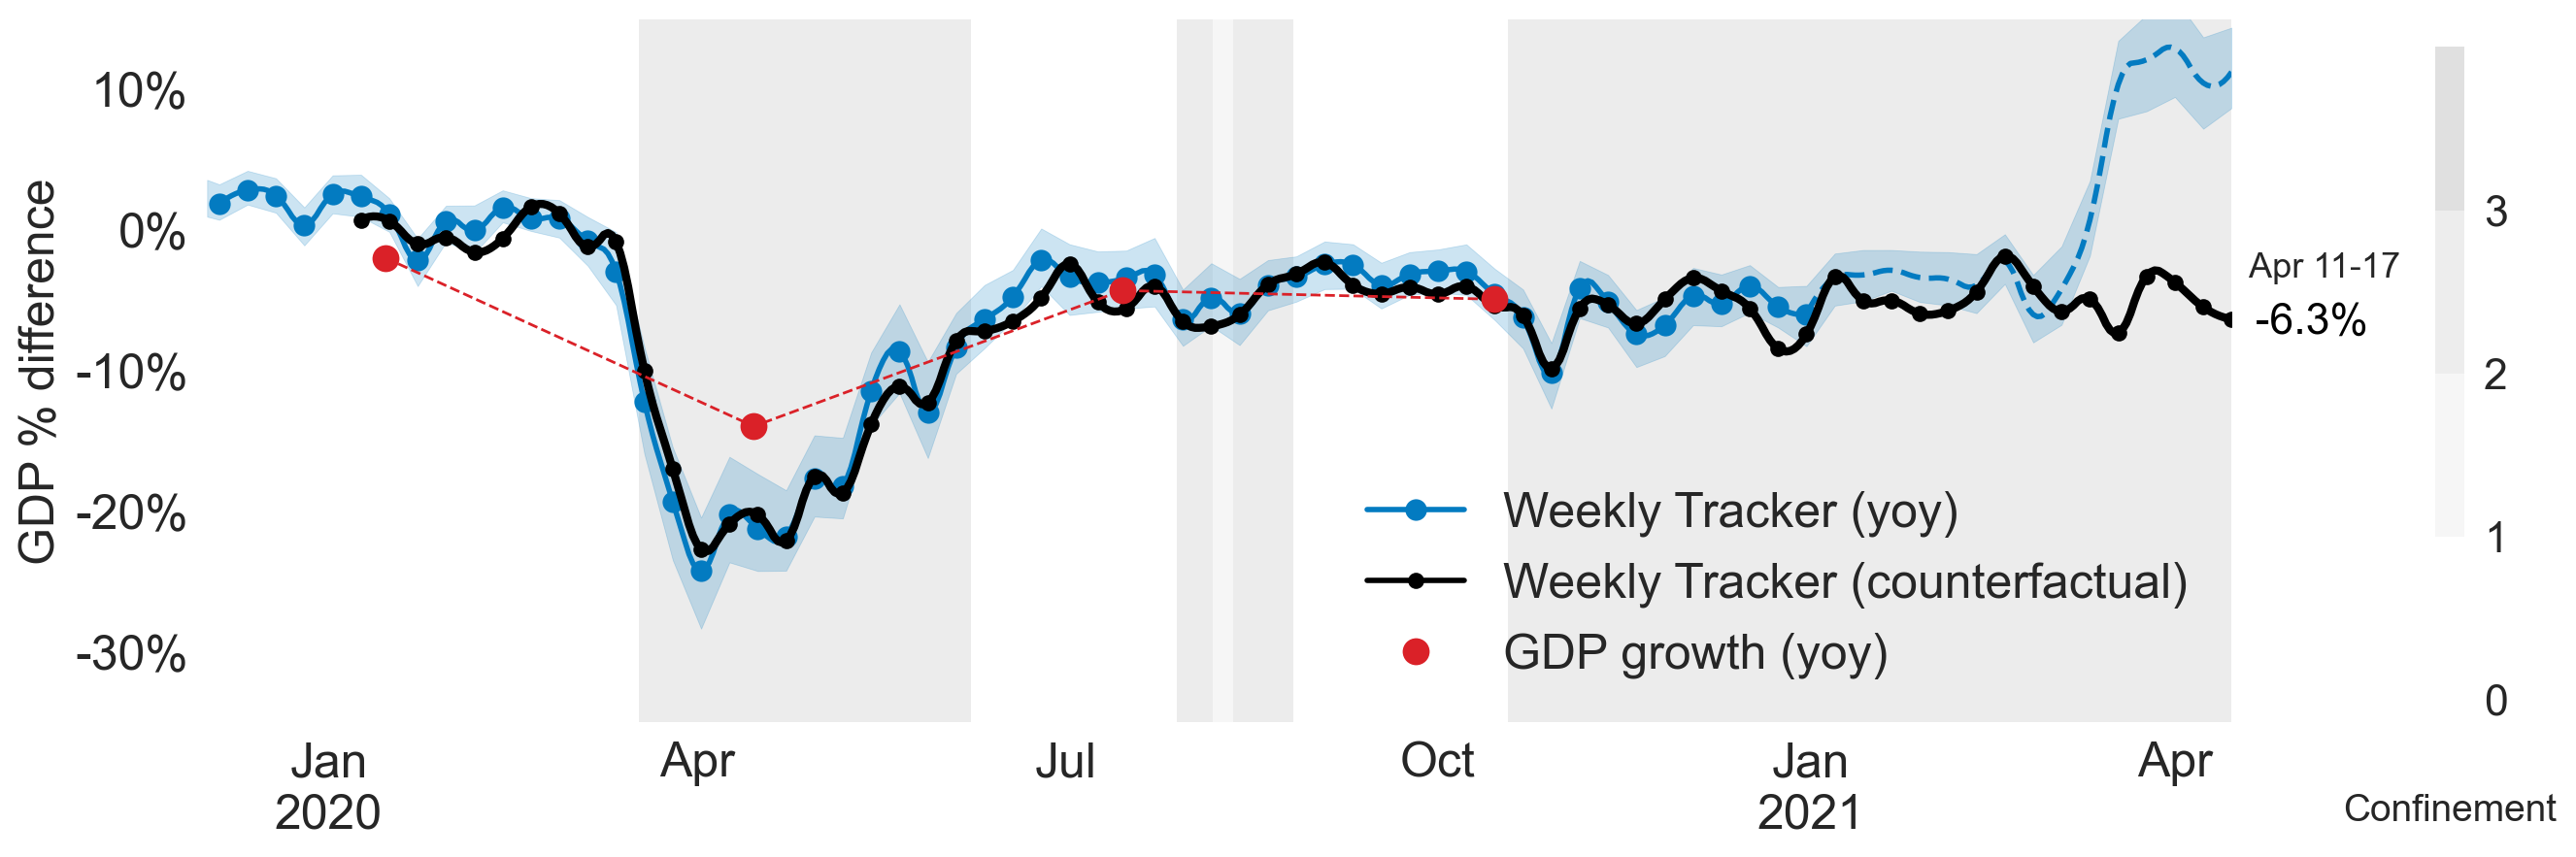 GDP % difference
10%
0%
-10%
-20%
-30%
Jan
2020
Apr
Jul
Oct
Jan
2021
Apr
Weekly Tracker (yoy)
Weekly Tracker (counterfactual)
GDP growth (yoy)
Apr 11-17
-6.3%
3
2
1
0
Confinement